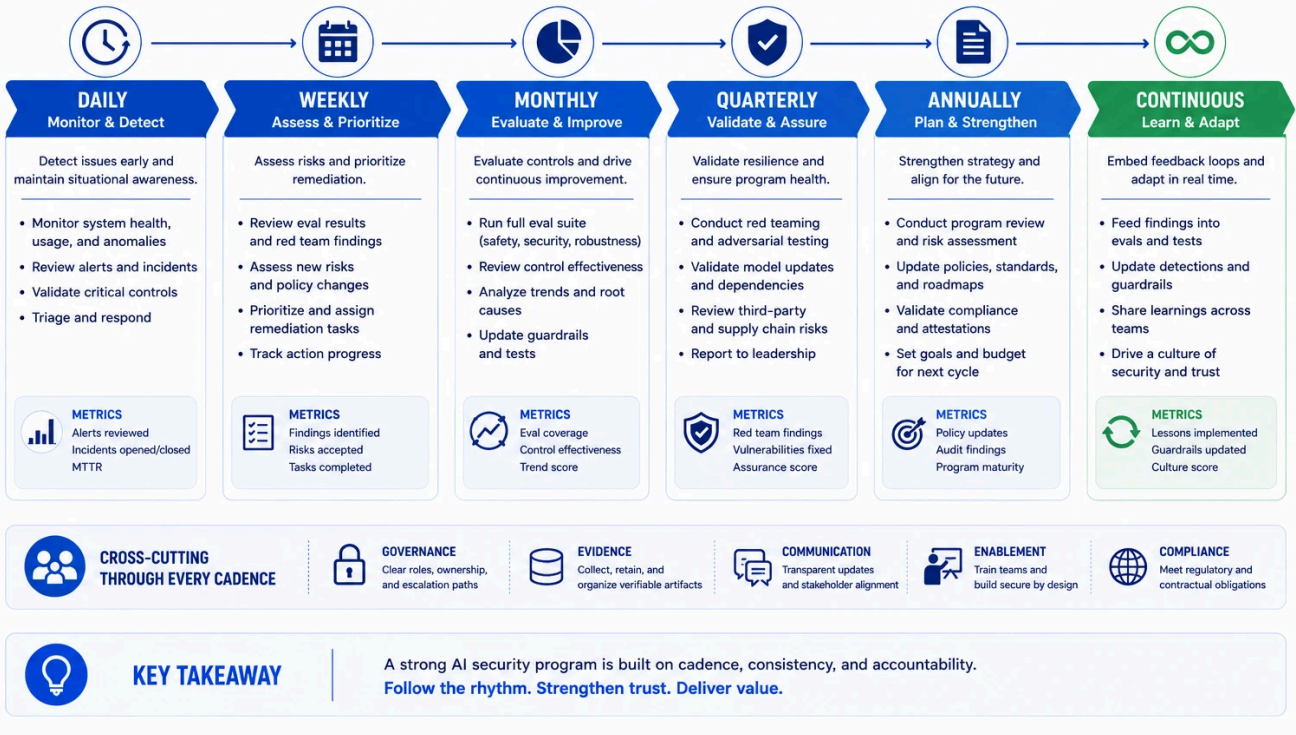 DAILY
Monitor & Detect
Detect issues early and
maintain situational awareness.
• Monitor system health,
usage, and anomalies
• Review alerts and incidents
• Validate critical controls
• Triage and respond
METRICS
Alerts reviewed
Incidents opened/closed
MTTR
WEEKLY
Assess & Prioritize
Assess risks and prioritize
remediation.
• Review eval results
and red team findings
• Assess new risks
and policy changes
• Prioritize and assign
remediation tasks
• Track action progress
METRICS
Findings identified
Risks accepted
Tasks completed
MONTHLY
Evaluate & Improve
Evaluate controls and drive
continuous improvement.
• Run full eval suite
(safety, security, robustness)
• Review control effectiveness
• Analyze trends and root
causes
• Update guardrails
and tests
METRICS
Eval coverage
Control effectiveness
Trend score
QUARTERLY
Validate & Assure
Validate resilience and
ensure program health.
• Conduct red teaming
and adversarial testing
• Validate model updates
and dependencies
• Review third-party
and supply chain risks
• Report to leadership
METRICS
Red team findings
Vulnerabilities fixed
Assurance score
ANNUALLY
Plan & Strengthen
Strengthen strategy and
align for the future.
• Conduct program review
and risk assessment
• Update policies, standards,
and roadmaps
• Validate compliance
and attestations
• Set goals and budget
for next cycle
METRICS
Policy updates
Audit findings
Program maturity
CONTINUOUS
Learn & Adapt
Embed feedback loops and
adapt in real time.
• Feed findings into
evals and tests
• Update detections and
guardrails
• Share learnings across
teams
• Drive a culture of
security and trust
METRICS
Lessons implemented
Guardrails updated
Culture score
CROSS-CUTTING
THROUGH EVERY CADENCE
GOVERNANCE
Clear roles, ownership,
and escalation paths
EVIDENCE
Collect, retain, and
organize verifiable artifacts
COMMUNICATION
Transparent updates
and stakeholder alignment
ENABLEMENT
Train teams and
build secure by design
COMPLIANCE
Meet regulatory and
contractual obligations
KEY TAKEAWAY
A strong AI security program is built on cadence, consistency, and accountability.
Follow the rhythm. Strengthen trust. Deliver value.